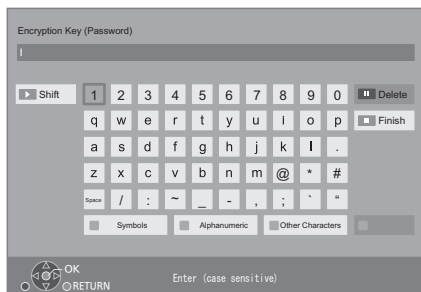 Encryption Key (Password)
Shift 1 2 3 4 5 6 7 8 9 0 Delete
q w e r t y u i o p Finish
a s d f g h j k l .
z x c v b n m @ * #
Space / : ~ _ - , ; ` “
Symbols Alphanumeric Other Characters
OK
RETURN
Enter (case sensitive)